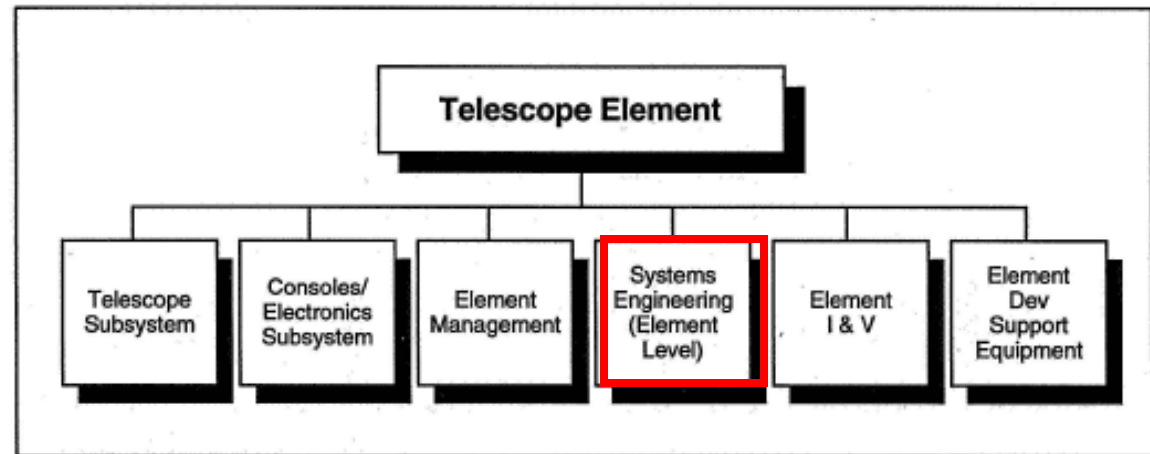 Telescope Element
Telescope
Subsystem
Consoles/
Electronics
Subsystem
Element
Management
Systems
Engineering
(Element
Level)
Element
I & V
Element
Dev
Support
Equipment